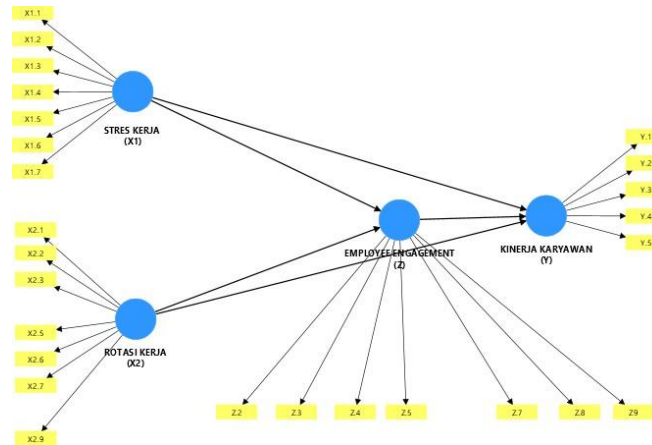 X1.1
X1.2
X1.3
X1.4
X1.5
X1.6
X1.7
STRES KERJA
(X1)
Y.1
Y.2
Y.3
Y.4
Y.5
EMPLOYEE ENGAGEMENT
(Z)
KINERJA KARYAWAN
(Y)
X2.1
X2.2
X2.3
X2.5
X2.6
X2.7
X2.9
ROTASI KERJA
(X2)
Z.2
Z.3
Z.4
Z.5
Z.7
Z.8
Z9